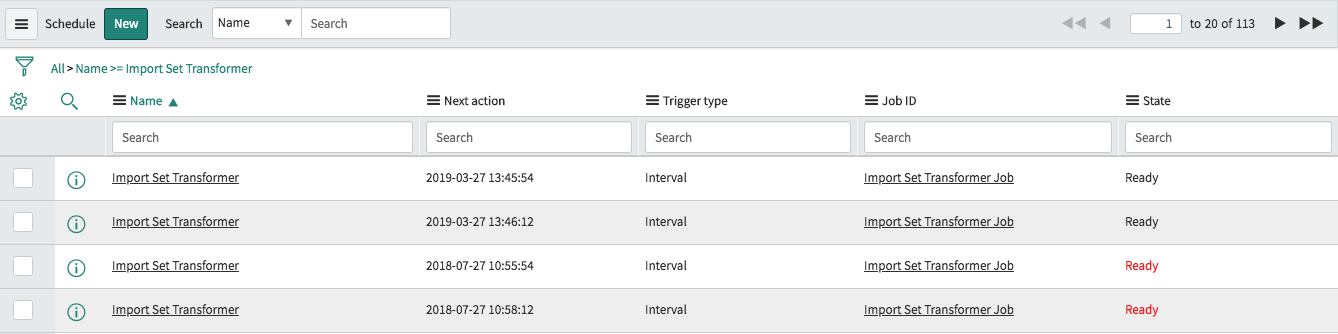 Schedule New Search Name Search 1 to 20 of 113
All > Name >= Import Set Transformer
Name Next action Trigger type Job ID State
Search Search Search Search Search
Import Set Transformer 2019-03-27 13:45:54 Interval Import Set Transformer Job Ready
Import Set Transformer 2019-03-27 13:46:12 Interval Import Set Transformer Job Ready
Import Set Transformer 2018-07-27 10:55:54 Interval Import Set Transformer Job Ready
Import Set Transformer 2018-07-27 10:58:12 Interval Import Set Transformer Job Ready